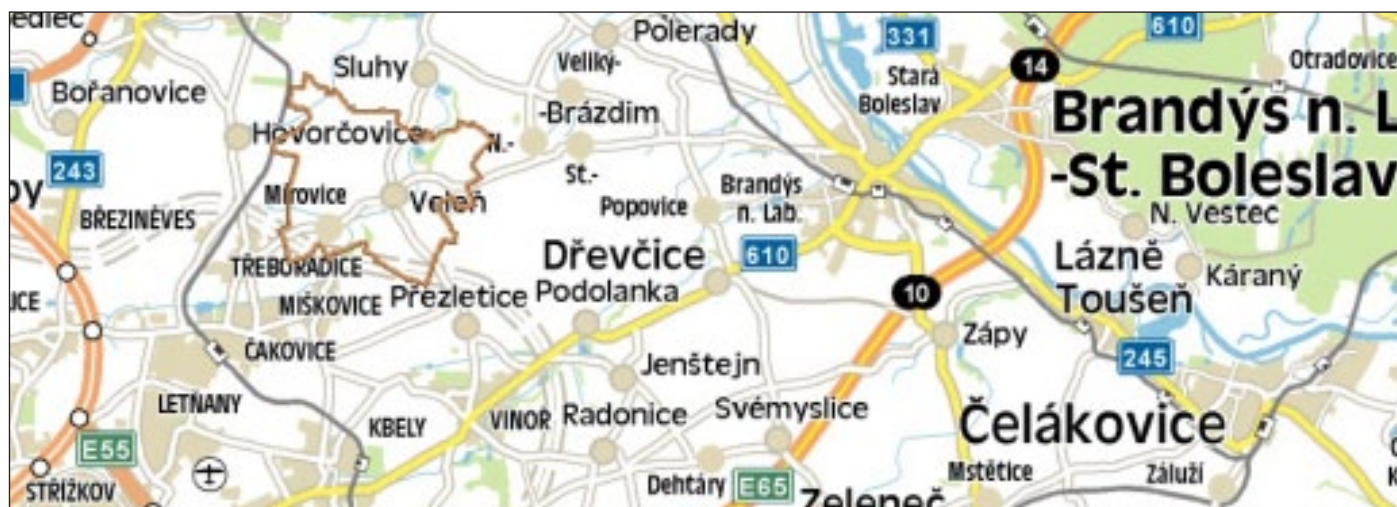 Polerady
610
331
14
Otradovice
Sluhy
Veliký-
Stará
Boleslav
Bořanovice
-Brázdim
Brandýs n. L
Hovorčovice
N.-
243
St.-
-St. Boleslav
Mírovice
Veleň
Brandýs
n. Lab.
Popovice
N. Vestec
BŘEZINĚVES
Dřevčice
610
Lázně
Toušeň
Káraný
TŘEBORADICE
MIŠKOVICE
Přezletice
Podolanka
10
Zápy
ČAKOVICE
245
Jenštejn
LETŇANY
KBELY
VINOŘ
Radonice
Svémyslice
Čelákovice
E55
STŘÍŽKOV
Dehtáry
E65
Zeleneč
Mstětice
Záluží